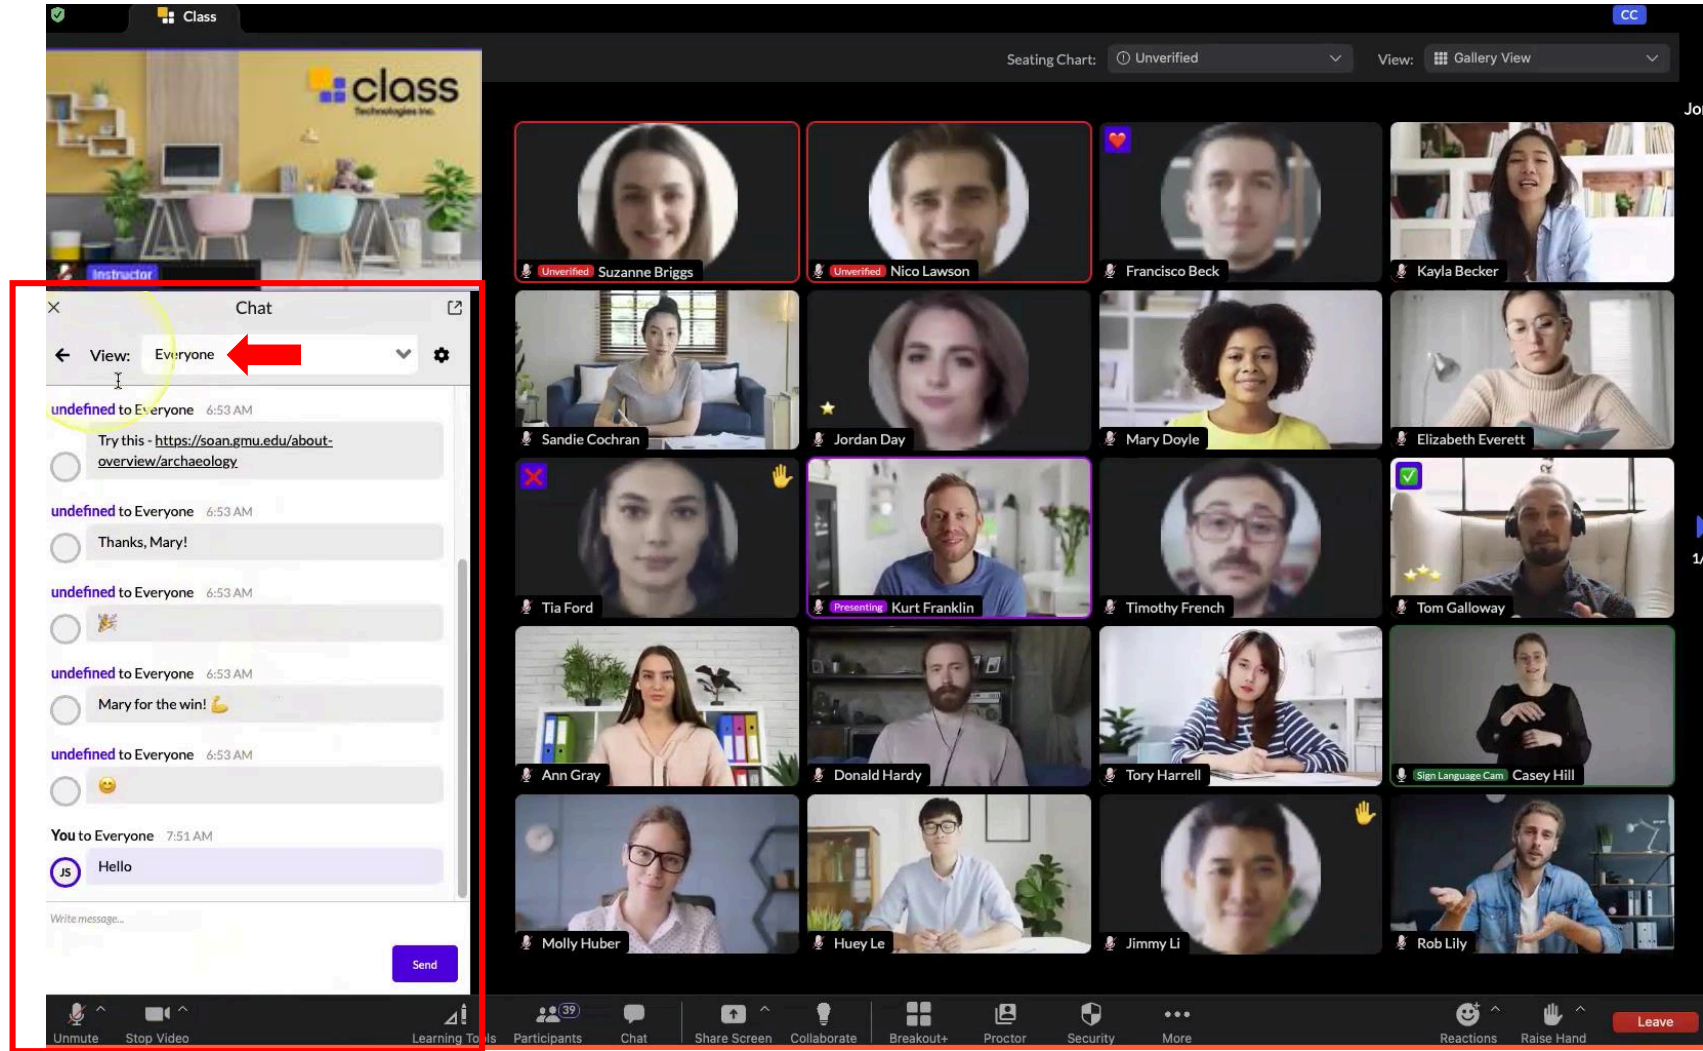 Class
CC
class
Technologies Inc.
Instructor
Seating Chart:
Unverified
View:
Gallery View
Unverified Suzanne Briggs
Unverified Nico Lawson
Francisco Beck
Kayla Becker
Sandie Cochran
Jordan Day
Mary Doyle
Elizabeth Everett
Tia Ford
Presenting Kurt Franklin
Timothy French
Tom Galloway
Ann Gray
Donald Hardy
Tory Harrell
Sign Language Cam Casey Hill
Molly Huber
Huey Le
Jimmy Li
Rob Lily
Chat
View: Everyone
undefined to Everyone 6:53 AM
Try this - https://soan.gmu.edu/about-
overview/archaeology
undefined to Everyone 6:53 AM
Thanks, Mary!
undefined to Everyone 6:53 AM
undefined to Everyone 6:53 AM
Mary for the win!
undefined to Everyone 6:53 AM
You to Everyone 7:51 AM
JS
Hello
Write message...
Send
Unmute
Stop Video
Learning Tools
39
Participants
Chat
Share Screen
Collaborate
Breakout+
Proctor
Security
More
Reactions
Raise Hand
Leave